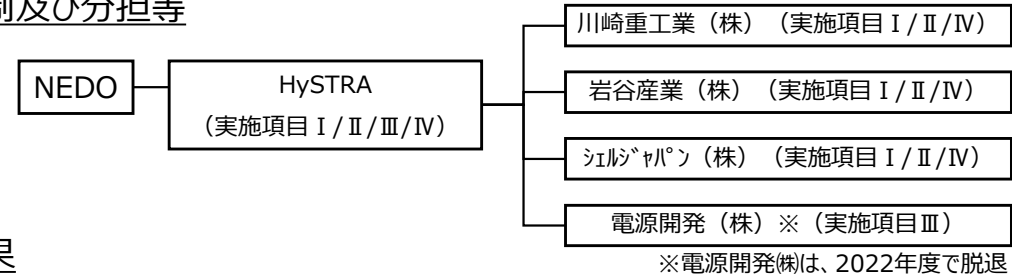 制及び分担等
NEDO
HySTRA
(実施項目Ⅰ/Ⅱ/Ⅲ/Ⅳ)
川崎重工業(株) (実施項目Ⅰ/Ⅱ/Ⅳ)
岩谷産業(株) (実施項目Ⅰ/Ⅱ/Ⅳ)
ｼｪﾙｼﾞｬﾊﾟﾝ(株) (実施項目Ⅰ/Ⅱ/Ⅳ)
電源開発(株)※(実施項目Ⅲ)
※電源開発㈱は、2022年度で脱退